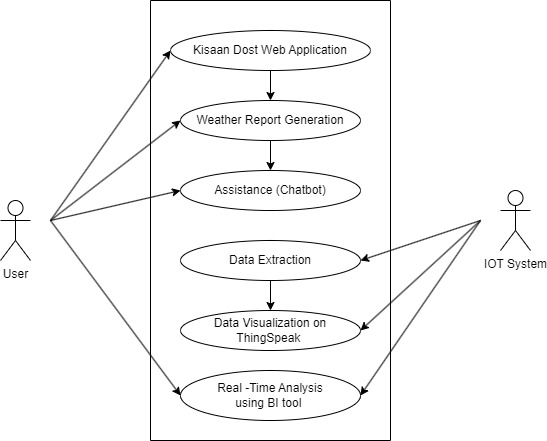 Kisaan Dost Web Application
Weather Report Generation
Assistance (Chatbot)
User
Data Extraction
IOT System
Data Visualization on
ThingSpeak
Real -Time Analysis
using BI tool